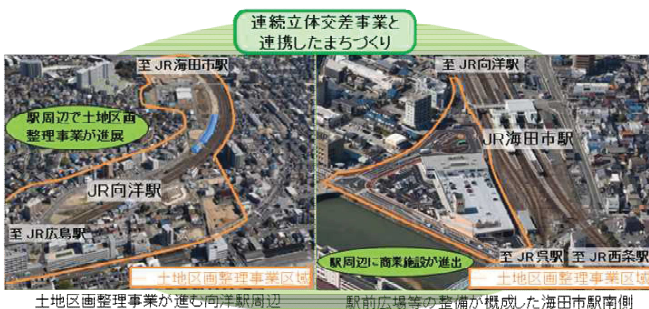 連続立体交差事業と
連携したまちづくり
至 JR海田市駅
駅周辺で土地区画
整理事業が進展
JR向洋駅
至 JR広島駅
土地区画整理事業区域
土地区画整理事業が進む向洋駅周辺
至 JR向洋駅
JR海田市駅
駅周辺に商業施設が進出
至 JR呉駅
至 JR西条駅
土地区画整理事業区域
駅前広場等の整備が概成した海田市駅南側